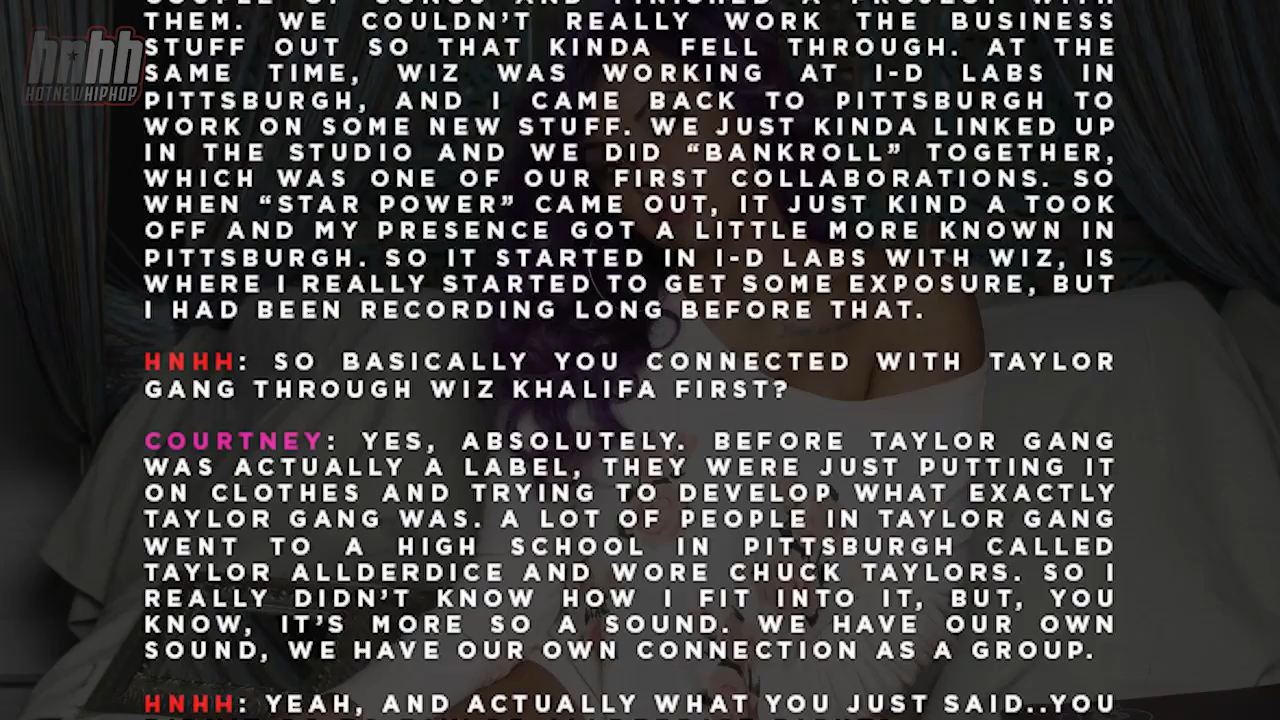 COUPLE OF SONGS AND FINISHED A PROJECT WITH
THEM. WE COULDN'T REALLY WORK THE BUSINESS
STUFF OUT SO THAT KINDA FELL THROUGH. AT THE
SAME TIME, WIZ WAS WORKING AT I-D LABS IN
PITTSBURGH, AND I CAME BACK TO PITTSBURGH TO
WORK ON SOME NEW STUFF. WE JUST KINDA LINKED UP
IN THE STUDIO AND WE DID “BANKROLL” TOGETHER,
WHICH WAS ONE OF OUR FIRST COLLABORATIONS. SO
WHEN “STAR POWER” CAME OUT, IT JUST KIND A TOOK
OFF AND MY PRESENCE GOT A LITTLE MORE KNOWN IN
PITTSBURGH. SO IT STARTED IN I-D LABS WITH WIZ, IS
WHERE I REALLY STARTED TO GET SOME EXPOSURE, BUT
I HAD BEEN RECORDING LONG BEFORE THAT.
HNHH: SO BASICALLY YOU CONNECTED WITH TAYLOR
GANG THROUGH WIZ KHALIFA FIRST?
COURTNEY: YES, ABSOLUTELY. BEFORE TAYLOR GANG
WAS ACTUALLY A LABEL, THEY WERE JUST PUTTING IT
ON CLOTHES AND TRYING TO DEVELOP WHAT EXACTLY
TAYLOR GANG WAS. A LOT OF PEOPLE IN TAYLOR GANG
WENT TO A HIGH SCHOOL IN PITTSBURGH CALLED
TAYLOR ALLDERDICE AND WORE CHUCK TAYLORS. SO I
REALLY DIDN'T KNOW HOW I FIT INTO IT, BUT, YOU
KNOW, IT'S MORE SO A SOUND. WE HAVE OUR OWN
SOUND, WE HAVE OUR OWN CONNECTION AS A GROUP.
HNHH: YEAH, AND ACTUALLY WHAT YOU JUST SAID..YOU
hnhh
HOTNEWHIPHOP